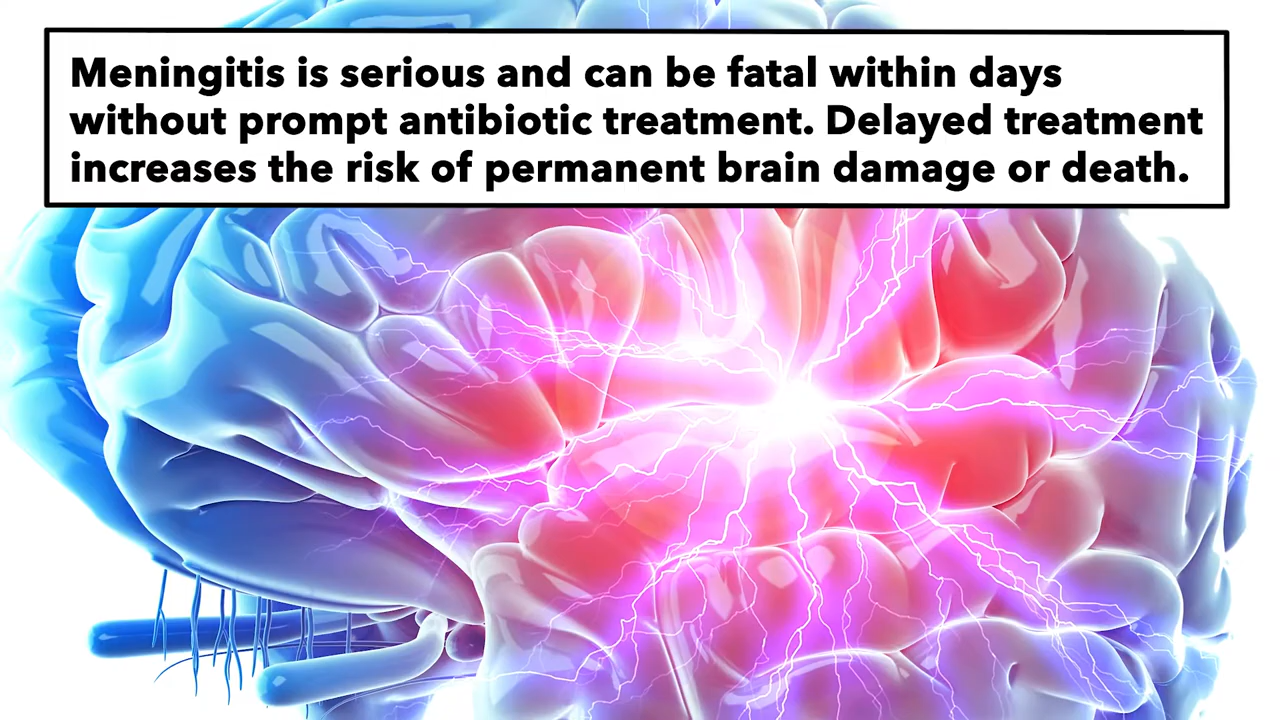 Meningitis is serious and can be fatal within days
without prompt antibiotic treatment. Delayed treatment
increases the risk of permanent brain damage or death.